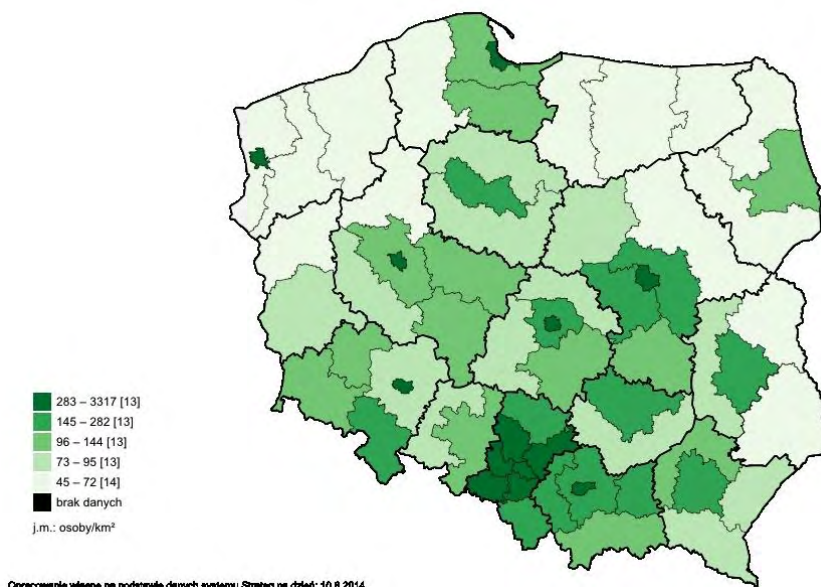 283 – 3317 [13]
145 – 282 [13]
96 – 144 [13]
73 – 95 [13]
45 – 72 [14]
brak danych
j.m.: osoby/km²
Opracowanie własne na podstawie danych systemu Strateg na dzień: 10.8.2014